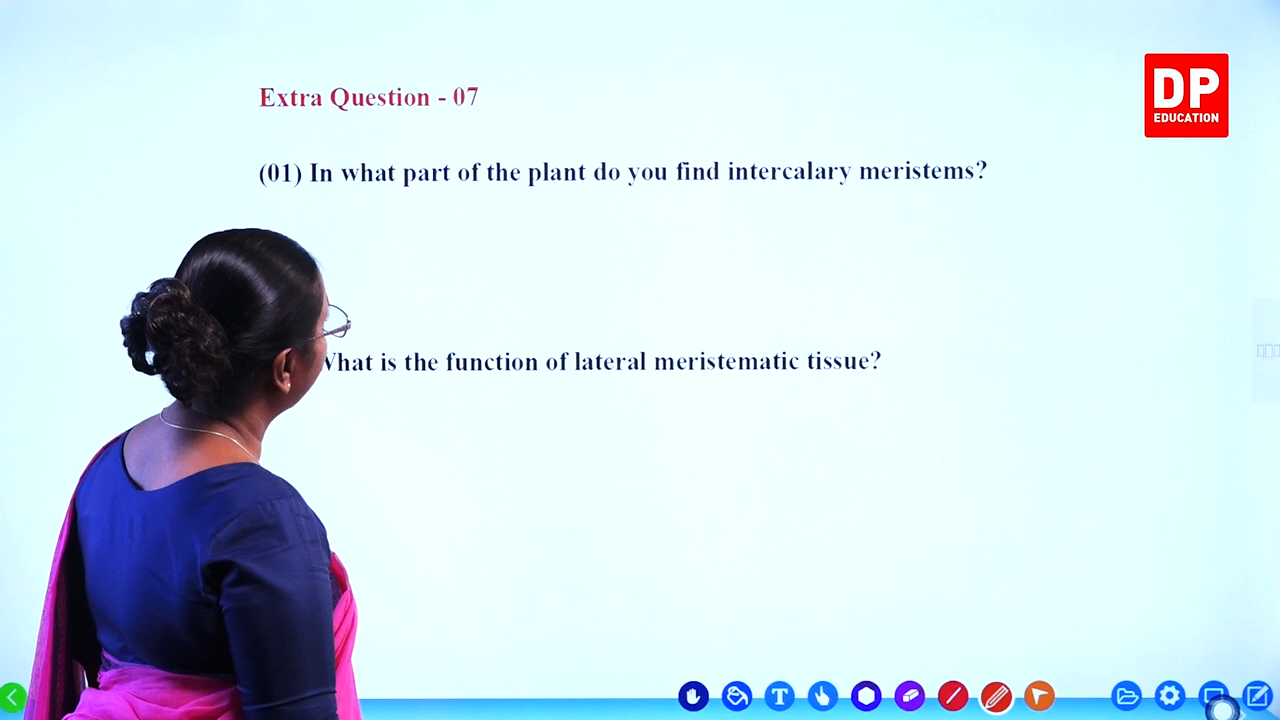 DP
EDUCATION
Extra Question - 07
(01) In what part of the plant do you find intercalary meristems?
What is the function of lateral meristematic tissue?